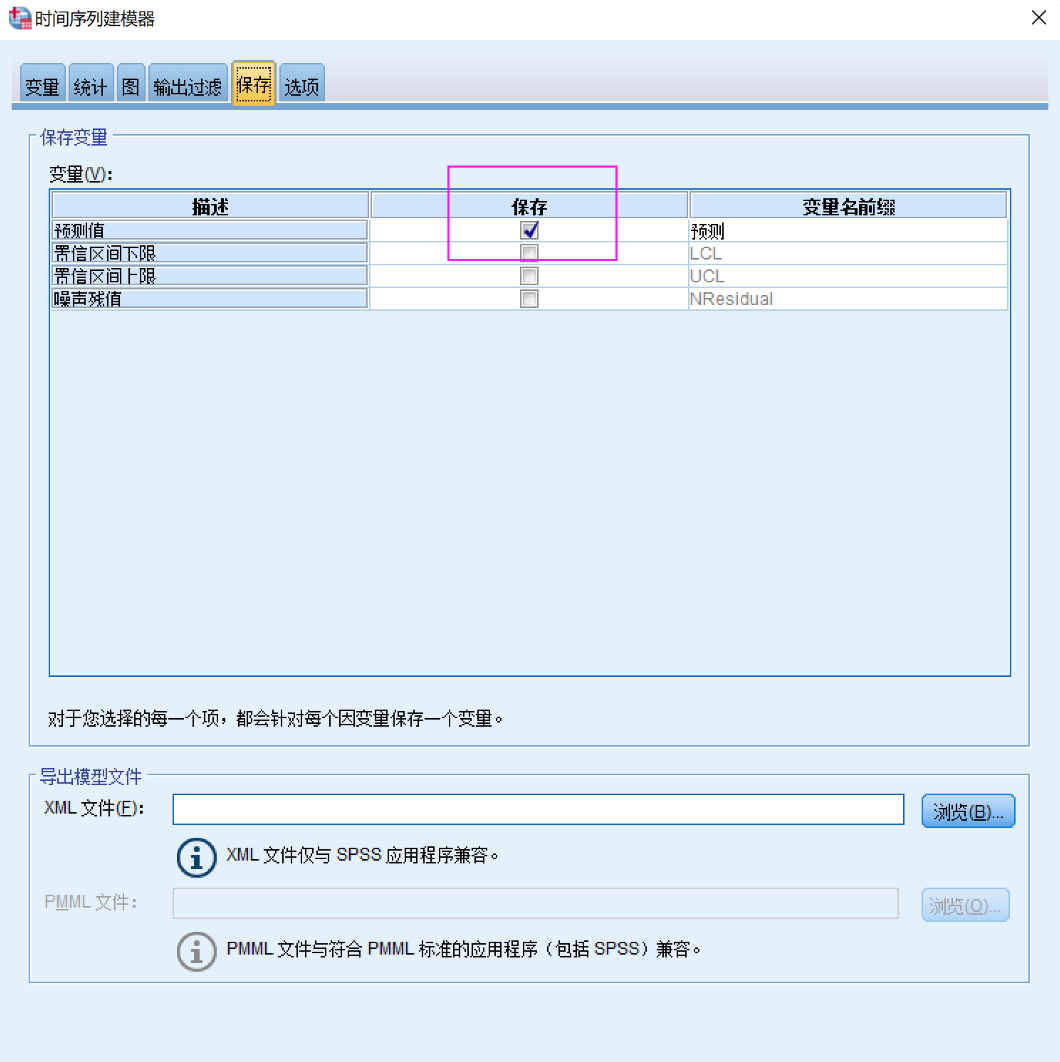 时间序列建模器
变量 统计 图 输出过滤 保存 选项
保存变量
变量(V):
描述 保存 变量名前缀
预测值 预测
置信区间下限 LCL
置信区间上限 UCL
噪声残值 NResidual
对于您选择的每一个项，都会针对每个因变量保存一个变量。
导出模型文件
XML 文件(F): 浏览(B)...
XML 文件仅与 SPSS 应用程序兼容。
PMML 文件: 浏览(O)...
PMML 文件与符合 PMML 标准的应用程序（包括 SPSS）兼容。